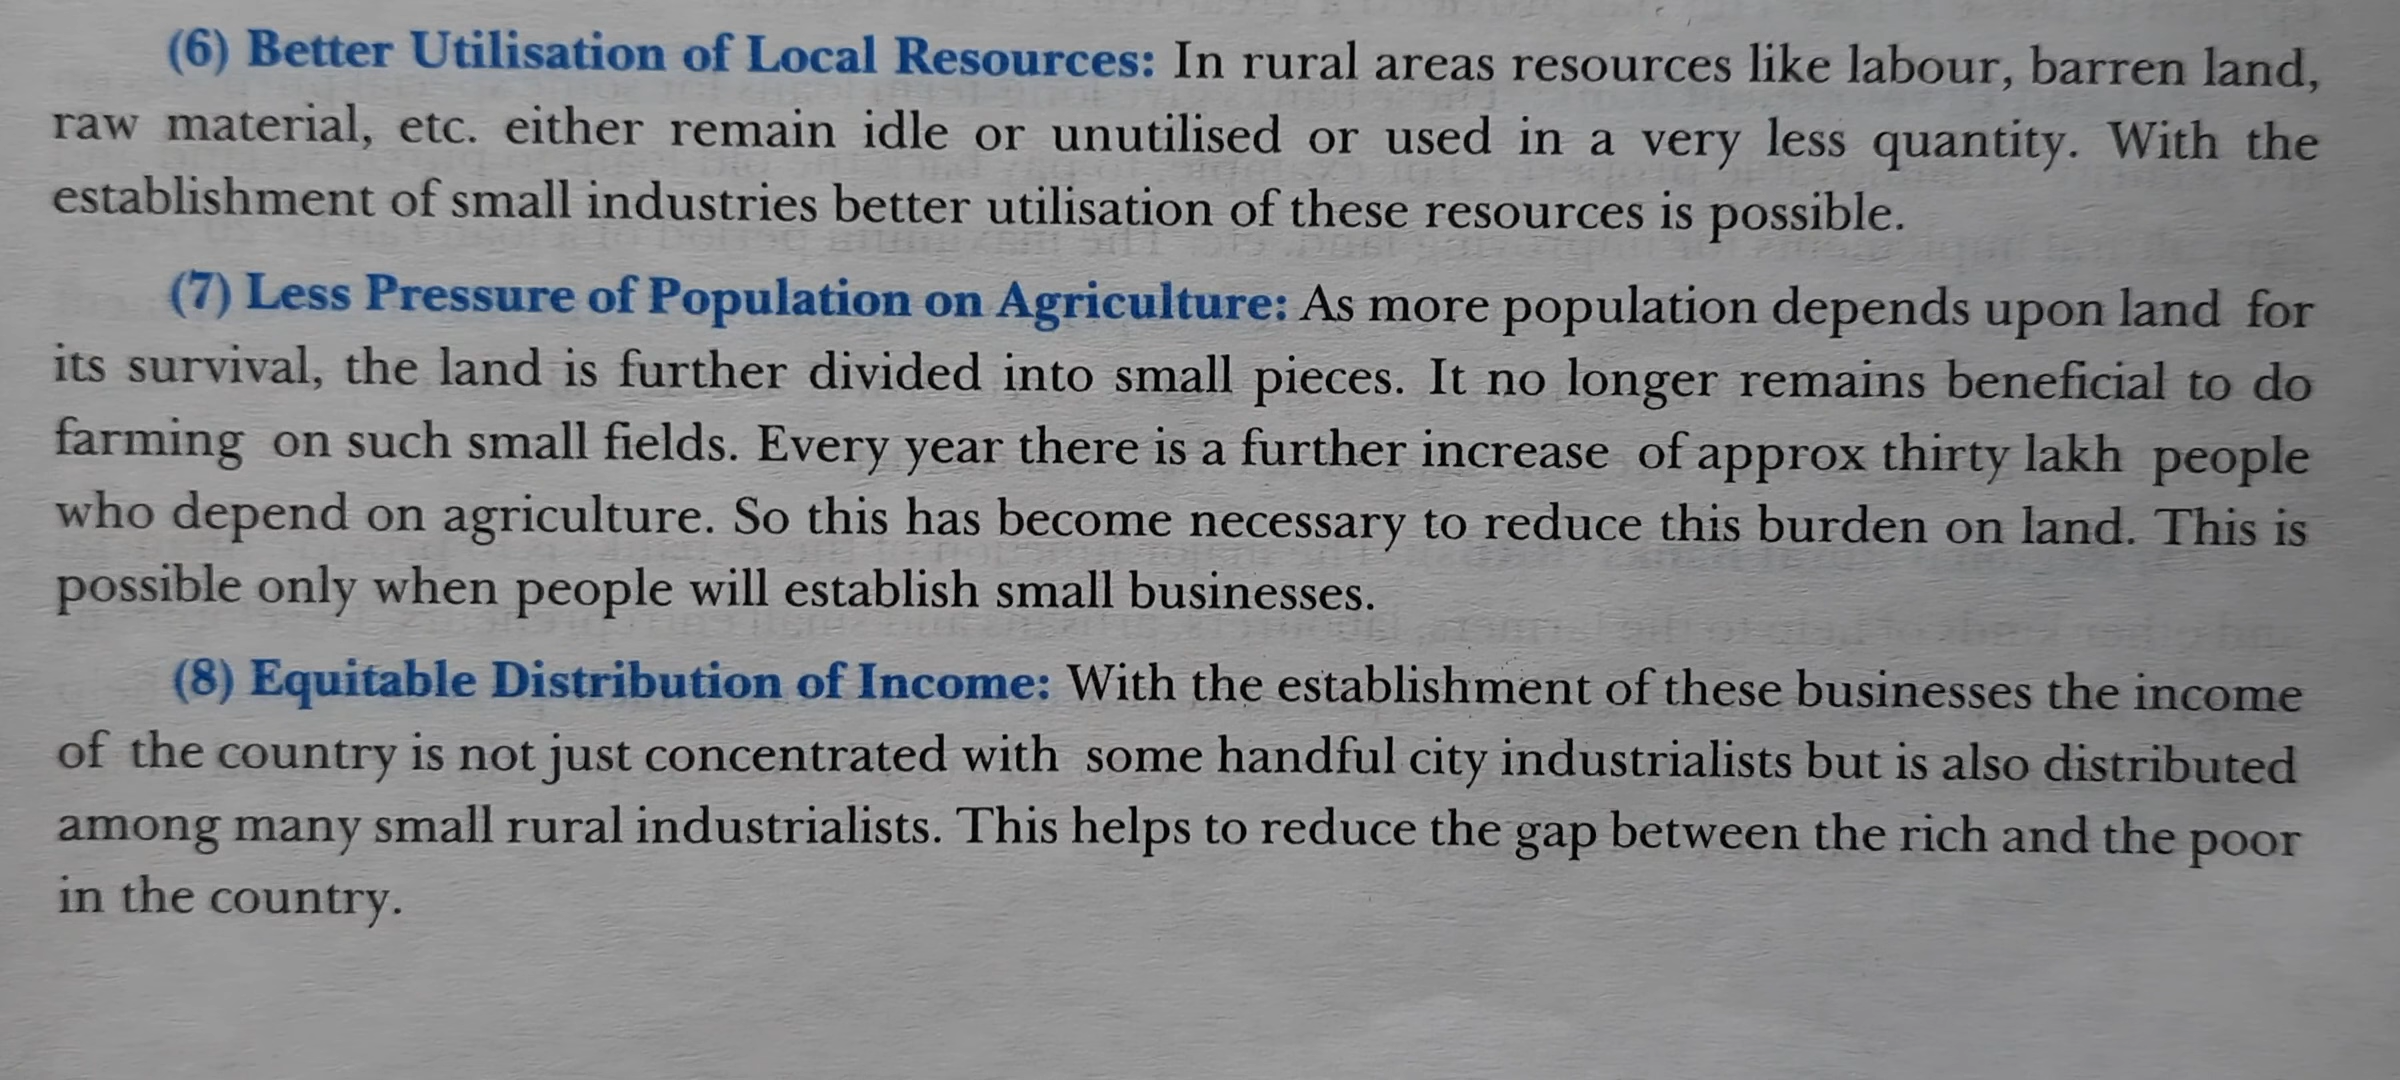 (6) Better Utilisation of Local Resources: In rural areas resources like labour, barren land,
raw material, etc. either remain idle or unutilised or used in a very less quantity. With the
establishment of small industries better utilisation of these resources is possible.
(7) Less Pressure of Population on Agriculture: As more population depends upon land for
its survival, the land is further divided into small pieces. It no longer remains beneficial to do
farming on such small fields. Every year there is a further increase of approx thirty lakh people
who depend on agriculture. So this has become necessary to reduce this burden on land. This is
possible only when people will establish small businesses.
(8) Equitable Distribution of Income: With the establishment of these businesses the income
of the country is not just concentrated with some handful city industrialists but is also distributed
among many small rural industrialists. This helps to reduce the gap between the rich and the poor
in the country.